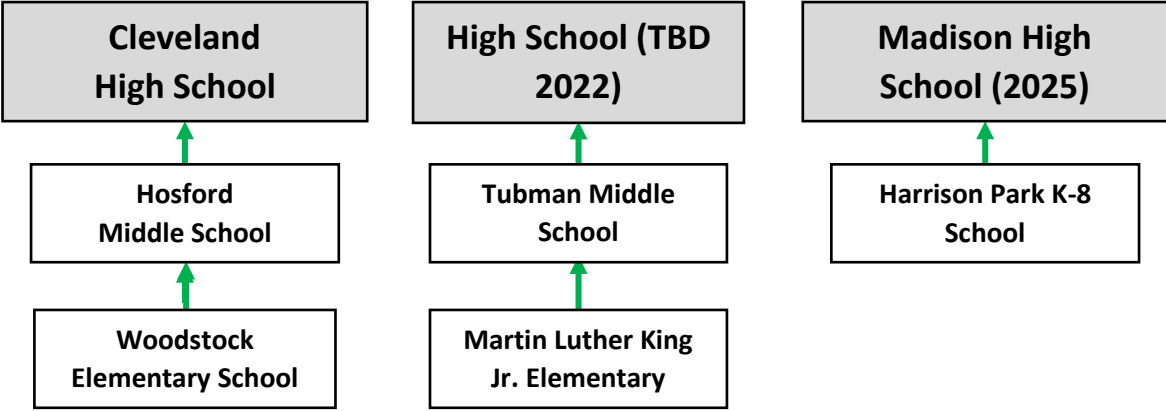 Cleveland
High School
High School (TBD
2022)
Madison High
School (2025)
Hosford
Middle School
Tubman Middle
School
Harrison Park K-8
School
Woodstock
Elementary School
Martin Luther King
Jr. Elementary